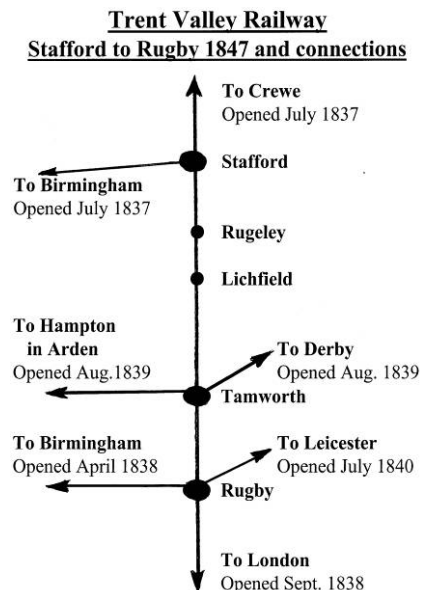 Trent Valley Railway
Stafford to Rugby 1847 and connections
To Crewe
Opened July 1837
Stafford
To Birmingham
Opened July 1837
Rugeley
Lichfield
To Hampton
in Arden
Opened Aug.1839
To Derby
Opened Aug. 1839
Tamworth
To Birmingham
Opened April 1838
To Leicester
Opened July 1840
Rugby
To London
Opened Sept. 1838